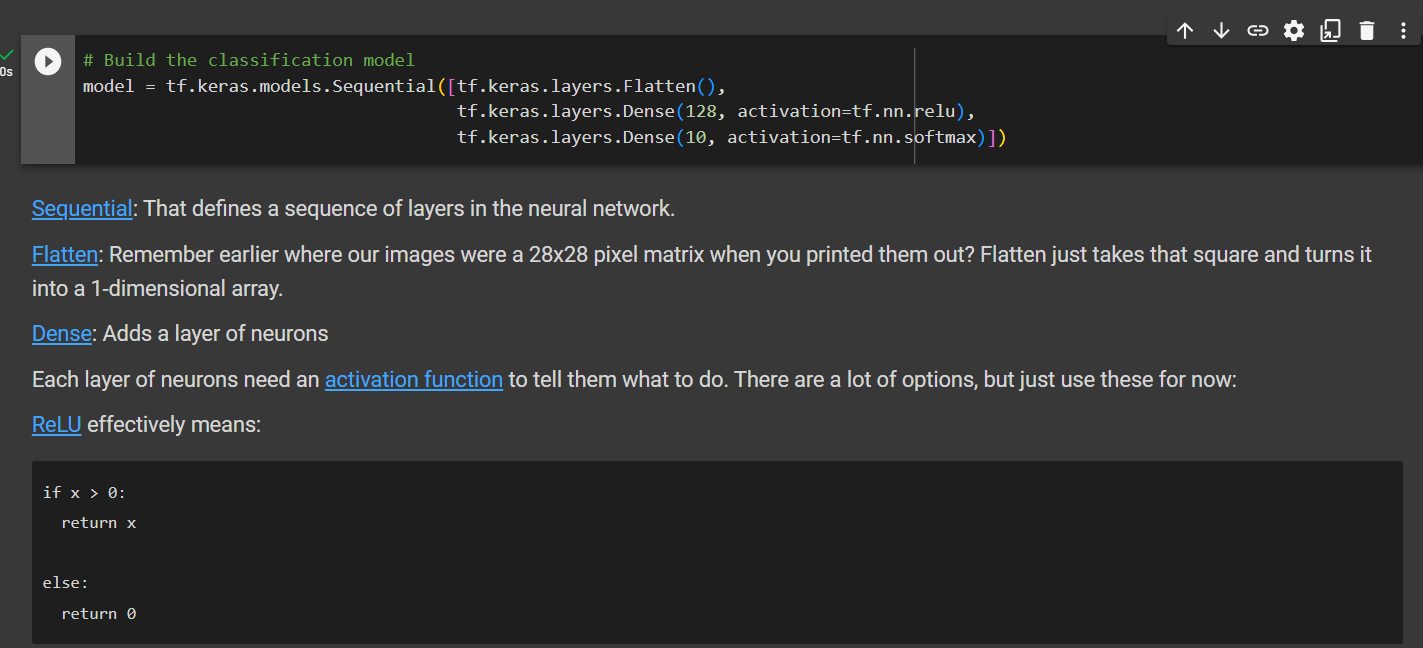 # Build the classification model
model = tf.keras.models.Sequential([tf.keras.layers.Flatten(),
tf.keras.layers.Dense(128, activation=tf.nn.relu),
tf.keras.layers.Dense(10, activation=tf.nn.softmax)])
0s
Sequential: That defines a sequence of layers in the neural network.
Flatten: Remember earlier where our images were a 28x28 pixel matrix when you printed them out? Flatten just takes that square and turns it
into a 1-dimensional array.
Dense: Adds a layer of neurons
Each layer of neurons need an activation function to tell them what to do. There are a lot of options, but just use these for now:
ReLU effectively means:
if x > 0:
  return x
else:
  return 0